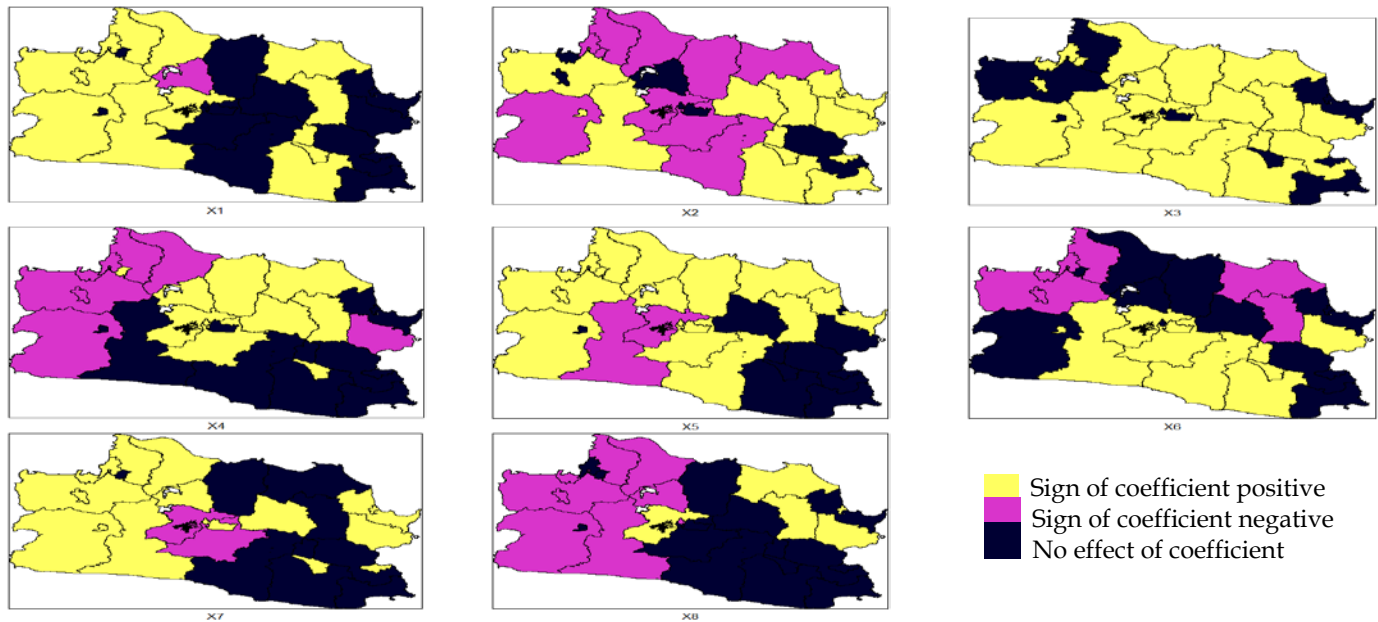 X1
X2
X3
X4
X5
X6
X7
X8
Sign of coefficient positive
Sign of coefficient negative
No effect of coefficient